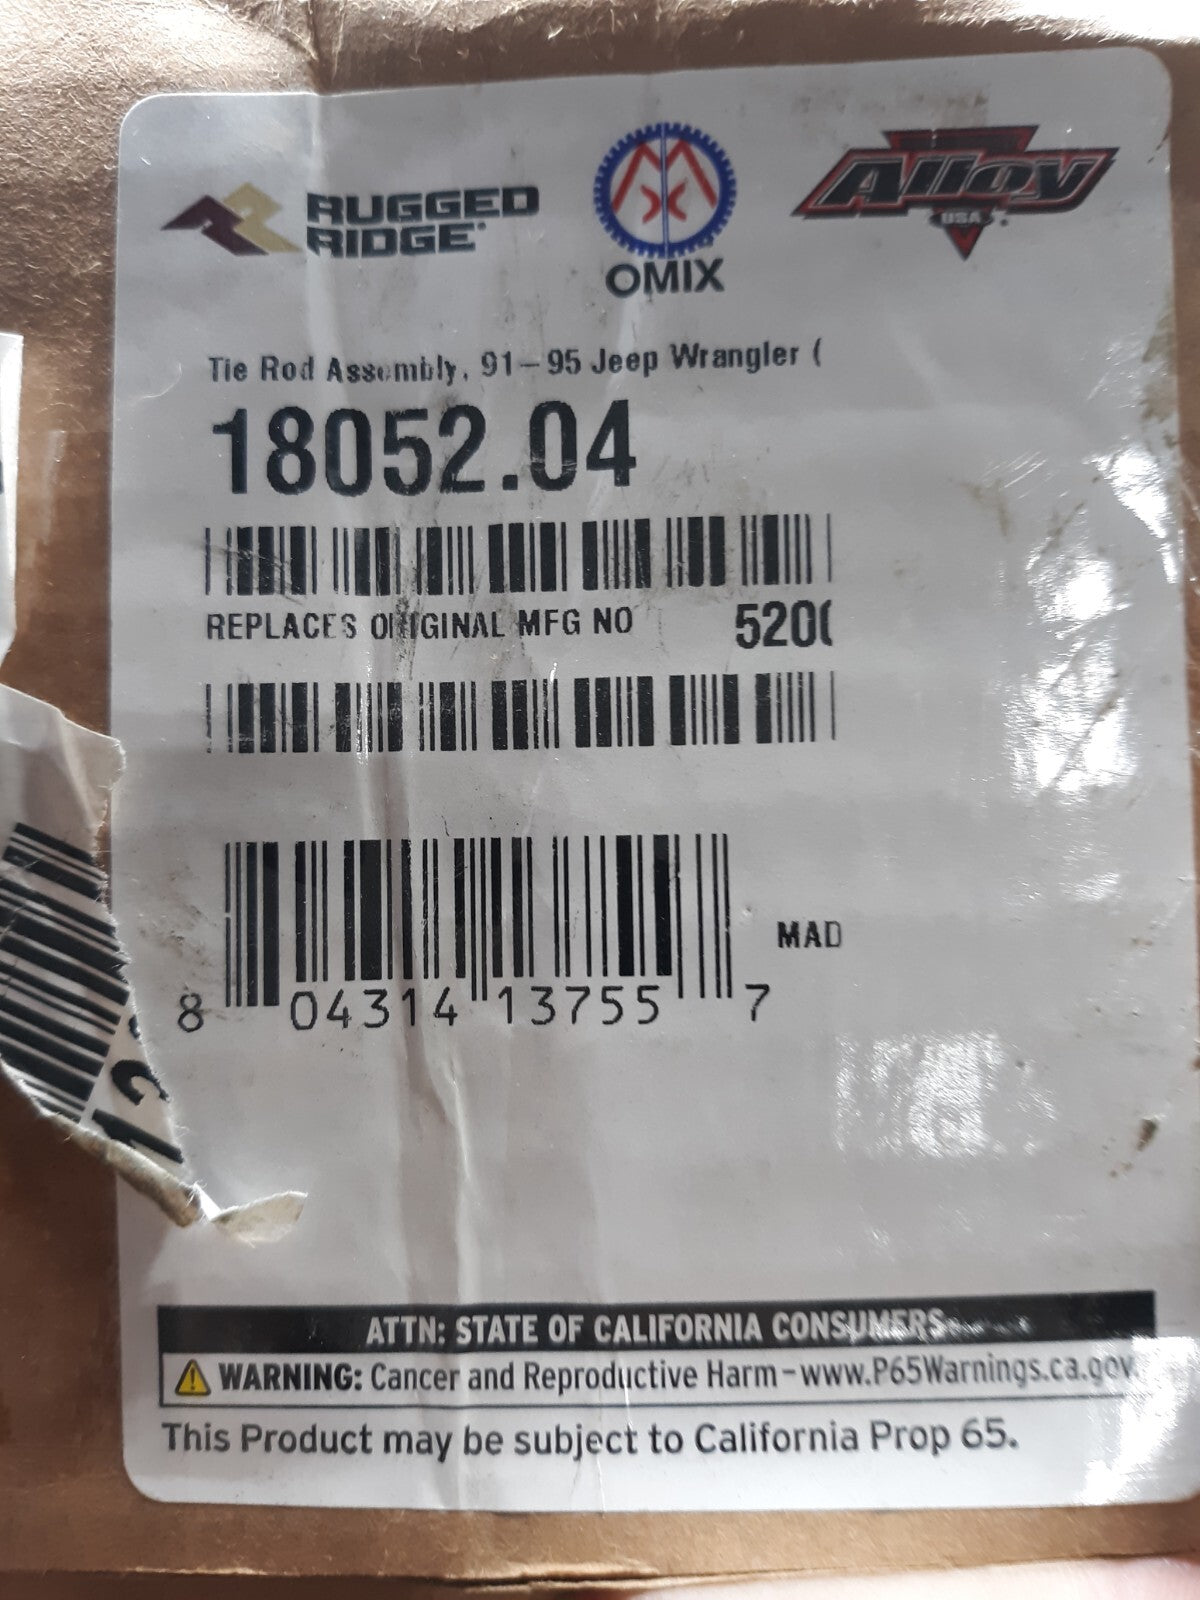 RUGGED
RIDGE
OMIX
Alloy
USA
Tie Rod Assembly, 91-95 Jeep Wrangler (
18052.04
REPLACES ORIGINAL MFG NO 520
MAD
8 04314 13755 7
ATTN: STATE OF CALIFORNIA CONSUMERS
WARNING: Cancer and Reproductive Harm-www.P65Warnings.ca.gov.
This Product may be subject to California Prop 65.